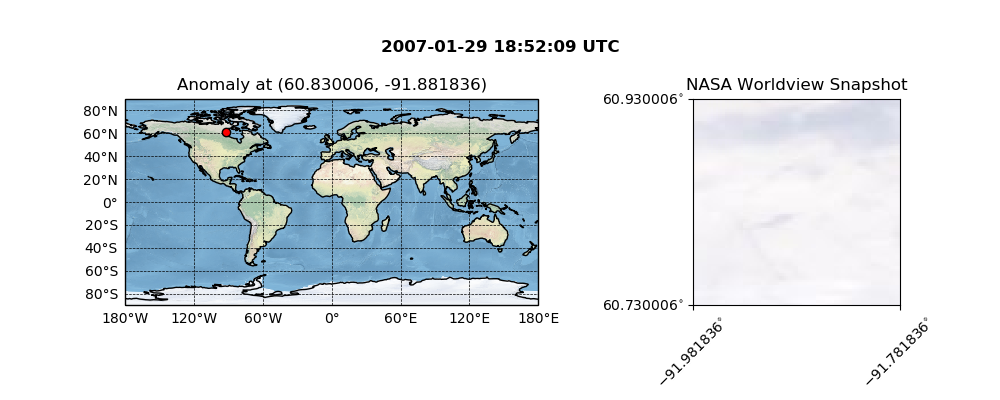 2007-01-29 18:52:09 UTC
Anomaly at (60.830006, -91.881836)
80°N
60°N
40°N
20°N
0°
20°S
40°S
60°S
80°S
180°W 120°W 60°W 0° 60°E 120°E 180°E
NASA Worldview Snapshot
60.930006°
60.730006°
−91.981836°
−91.781836°